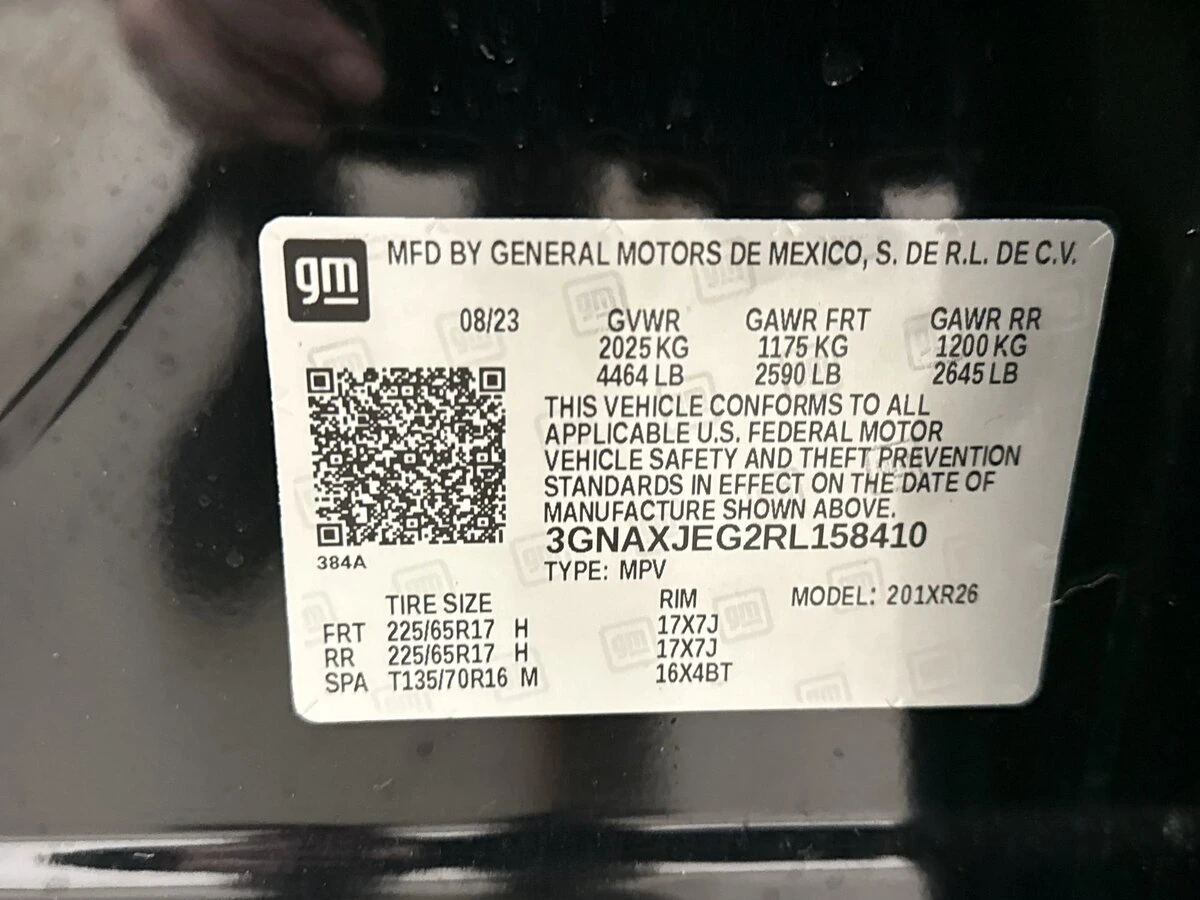 gm
MFD BY GENERAL MOTORS DE MEXICO, S. DE R.L. DE C.V.
08/23 GVWR GAWR FRT GAWR RR
2025 KG 1175 KG 1200 KG
4464 LB 2590 LB 2645 LB
THIS VEHICLE CONFORMS TO ALL
APPLICABLE U.S. FEDERAL MOTOR
VEHICLE SAFETY AND THEFT PREVENTION
STANDARDS IN EFFECT ON THE DATE OF
MANUFACTURE SHOWN ABOVE.
3GNAXJEG2RL158410
384A
TYPE: MPV
TIRE SIZE RIM MODEL: 201XR26
FRT 225/65R17 H 17X7J
RR 225/65R17 H 17X7J
SPA T135/70R16 M 16X4BT